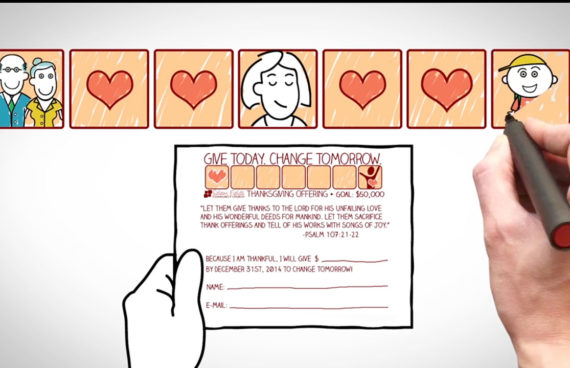 GIVE TODAY. CHANGE TOMORROW.
THANKSGIVING OFFERING • GOAL: $50,000
"LET THEM GIVE THANKS TO THE LORD FOR HIS UNFAILING LOVE
AND HIS WONDERFUL DEEDS FOR MANKIND. LET THEM SACRIFICE
THANK OFFERINGS AND TELL OF HIS WORKS WITH SONGS OF JOY."
-PSALM 107:21-22
BECAUSE I AM THANKFUL, I WILL GIVE $
BY DECEMBER 31ST, 2014 TO CHANGE TOMORROW!
NAME:
E-MAIL: